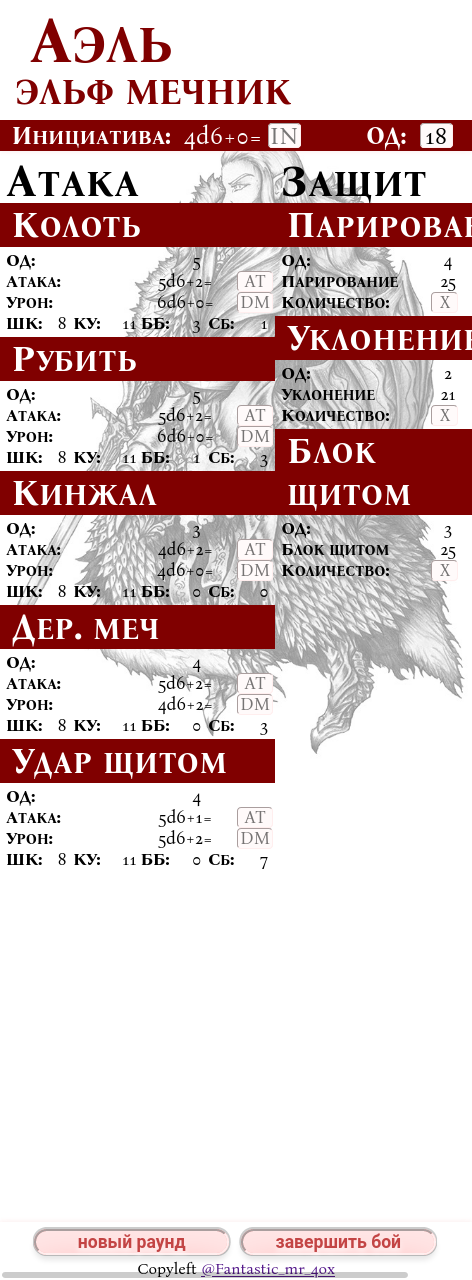 Аэль
эльф мечник
Инициатива: 4d6+0= IN ОД: 18
Атака
Колоть
ОД: 5
Атака: 5d6+2= AT
Урон: 6d6+0= DM
ШК: 8 КУ: 11 ББ: 3 СБ: 1
Рубить
ОД: 5
Атака: 5d6+2= AT
Урон: 6d6+0= DM
ШК: 8 КУ: 11 ББ: 1 СБ: 3
Кинжал
ОД: 3
Атака: 4d6+2= AT
Урон: 4d6+0= DM
ШК: 8 КУ: 11 ББ: 0 СБ: 0
Дер. меч
ОД: 4
Атака: 5d6+2= AT
Урон: 4d6+2= DM
ШК: 8 КУ: 11 ББ: 0 СБ: 3
Удар щитом
ОД: 4
Атака: 5d6+1= AT
Урон: 5d6+2= DM
ШК: 8 КУ: 11 ББ: 0 СБ: 7
Защит
Парирован
ОД: 4
Парирование 25
Количество: X
Уклонение
ОД: 2
Уклонение 21
Количество: X
Блок
щитом
ОД: 3
Блок щитом 25
Количество: X
новый раунд завершить бой
Copyleft @Fantastic_mr_40x